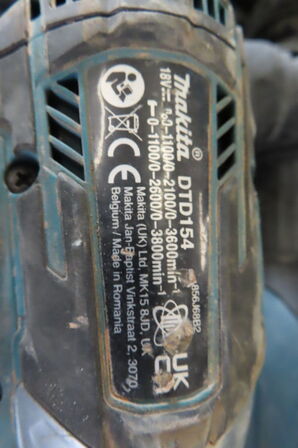 makita® DTD154
18V⎓ 0-1100/0-2100/0-3600min⁻¹
0-1100/0-2600/0-3800min⁻¹
Makita (UK) Ltd. MK15 8JD, UK
Makita Jan-Baptist Vinkstraat 2, 3070,
Belgium / Made in Romania
CE
UK
CA